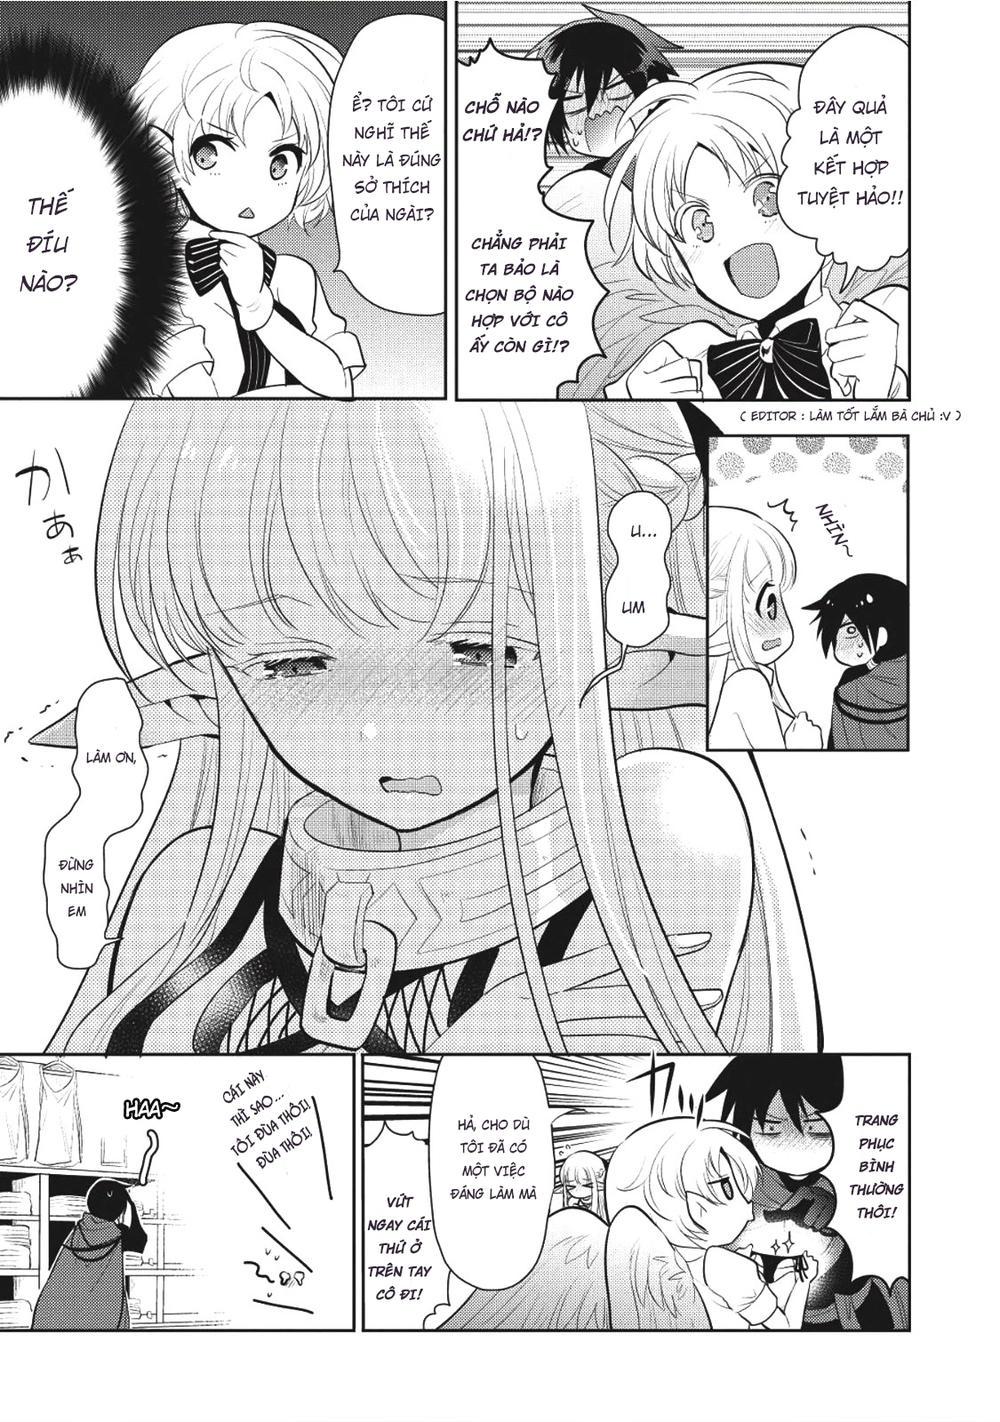 ĐÂY QUẢ
LÀ MỘT
KẾT HỢP
TUYỆT HẢO!!
CHỖ NÀO
CHỨ HẢ!?
CHẲNG PHẢI
TA BẢO LÀ
CHỌN BỘ NÀO
HỢP VỚI CÔ
ẤY CÒN GÌ!?
Ể? TÔI CỨ
NGHĨ THẾ
NÀY LÀ ĐÚNG
SỞ THÍCH
CỦA NGÀI?
THẾ
ĐÍU
NÀO?
( EDITOR : LÀM TỐT LẮM BÀ CHỦ :V )
NHÌN~
U...
UM
かあぁ
LÀM ƠN,
ĐỪNG
NHÌN
EM
TRANG
PHỤC
BÌNH
THƯỜNG
THÔI!
カッ
HẢ, CHO DÙ
TÔI ĐÃ CÓ
MỘT VIỆC
ĐÁNG LÀM MÀ
VỨT
NGAY CÁI
THỨ Ở
TRÊN TAY
CÔ ĐI!
CÁI NÀY
THÌ SAO...
TÔI ĐÙA THÔI!
ĐÙA THÔI!
HAA~